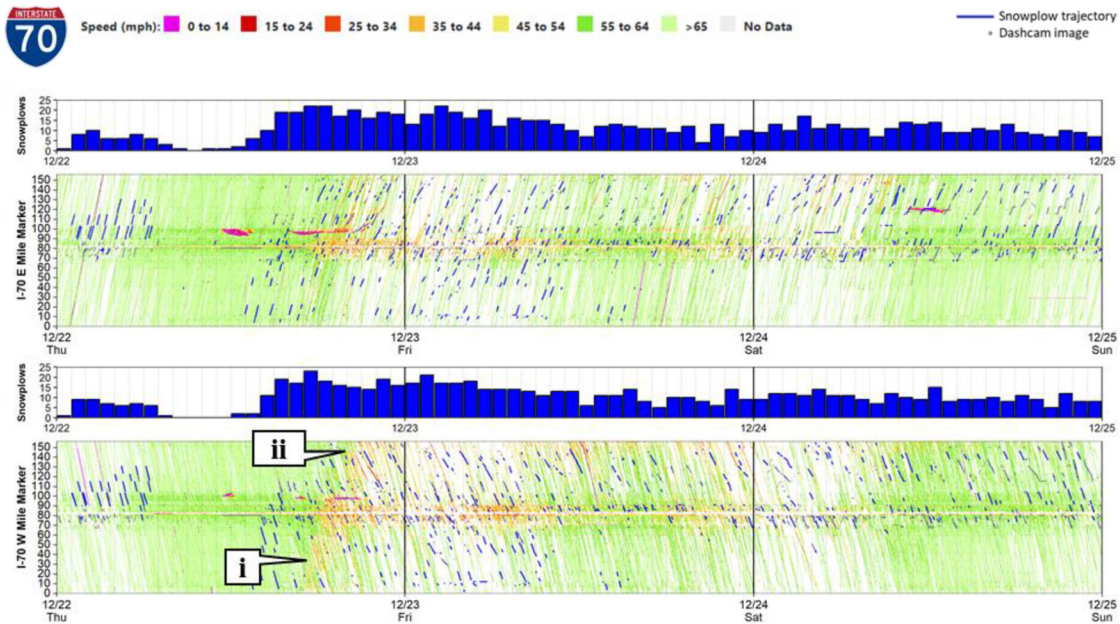 INTERSTATE
70
Speed (mph): 0 to 14 15 to 24 25 to 34 35 to 44 45 to 54 55 to 64 >65 No Data
Snowplow trajectory
Dashcam image
Snowplows
25
20
15
10
5
0
12/22 12/23 12/24 12/25
I-70 E Mile Marker
150
140
130
120
110
100
90
80
70
60
50
40
30
20
10
0
12/22 12/23 12/24 12/25
Thu Fri Sat Sun
Snowplows
25
20
15
10
5
0
12/22 12/23 12/24 12/25
I-70 W Mile Marker
150
140
130
120
110
100
90
80
70
60
50
40
30
20
10
0
ii
i
12/22 12/23 12/24 12/25
Thu Fri Sat Sun